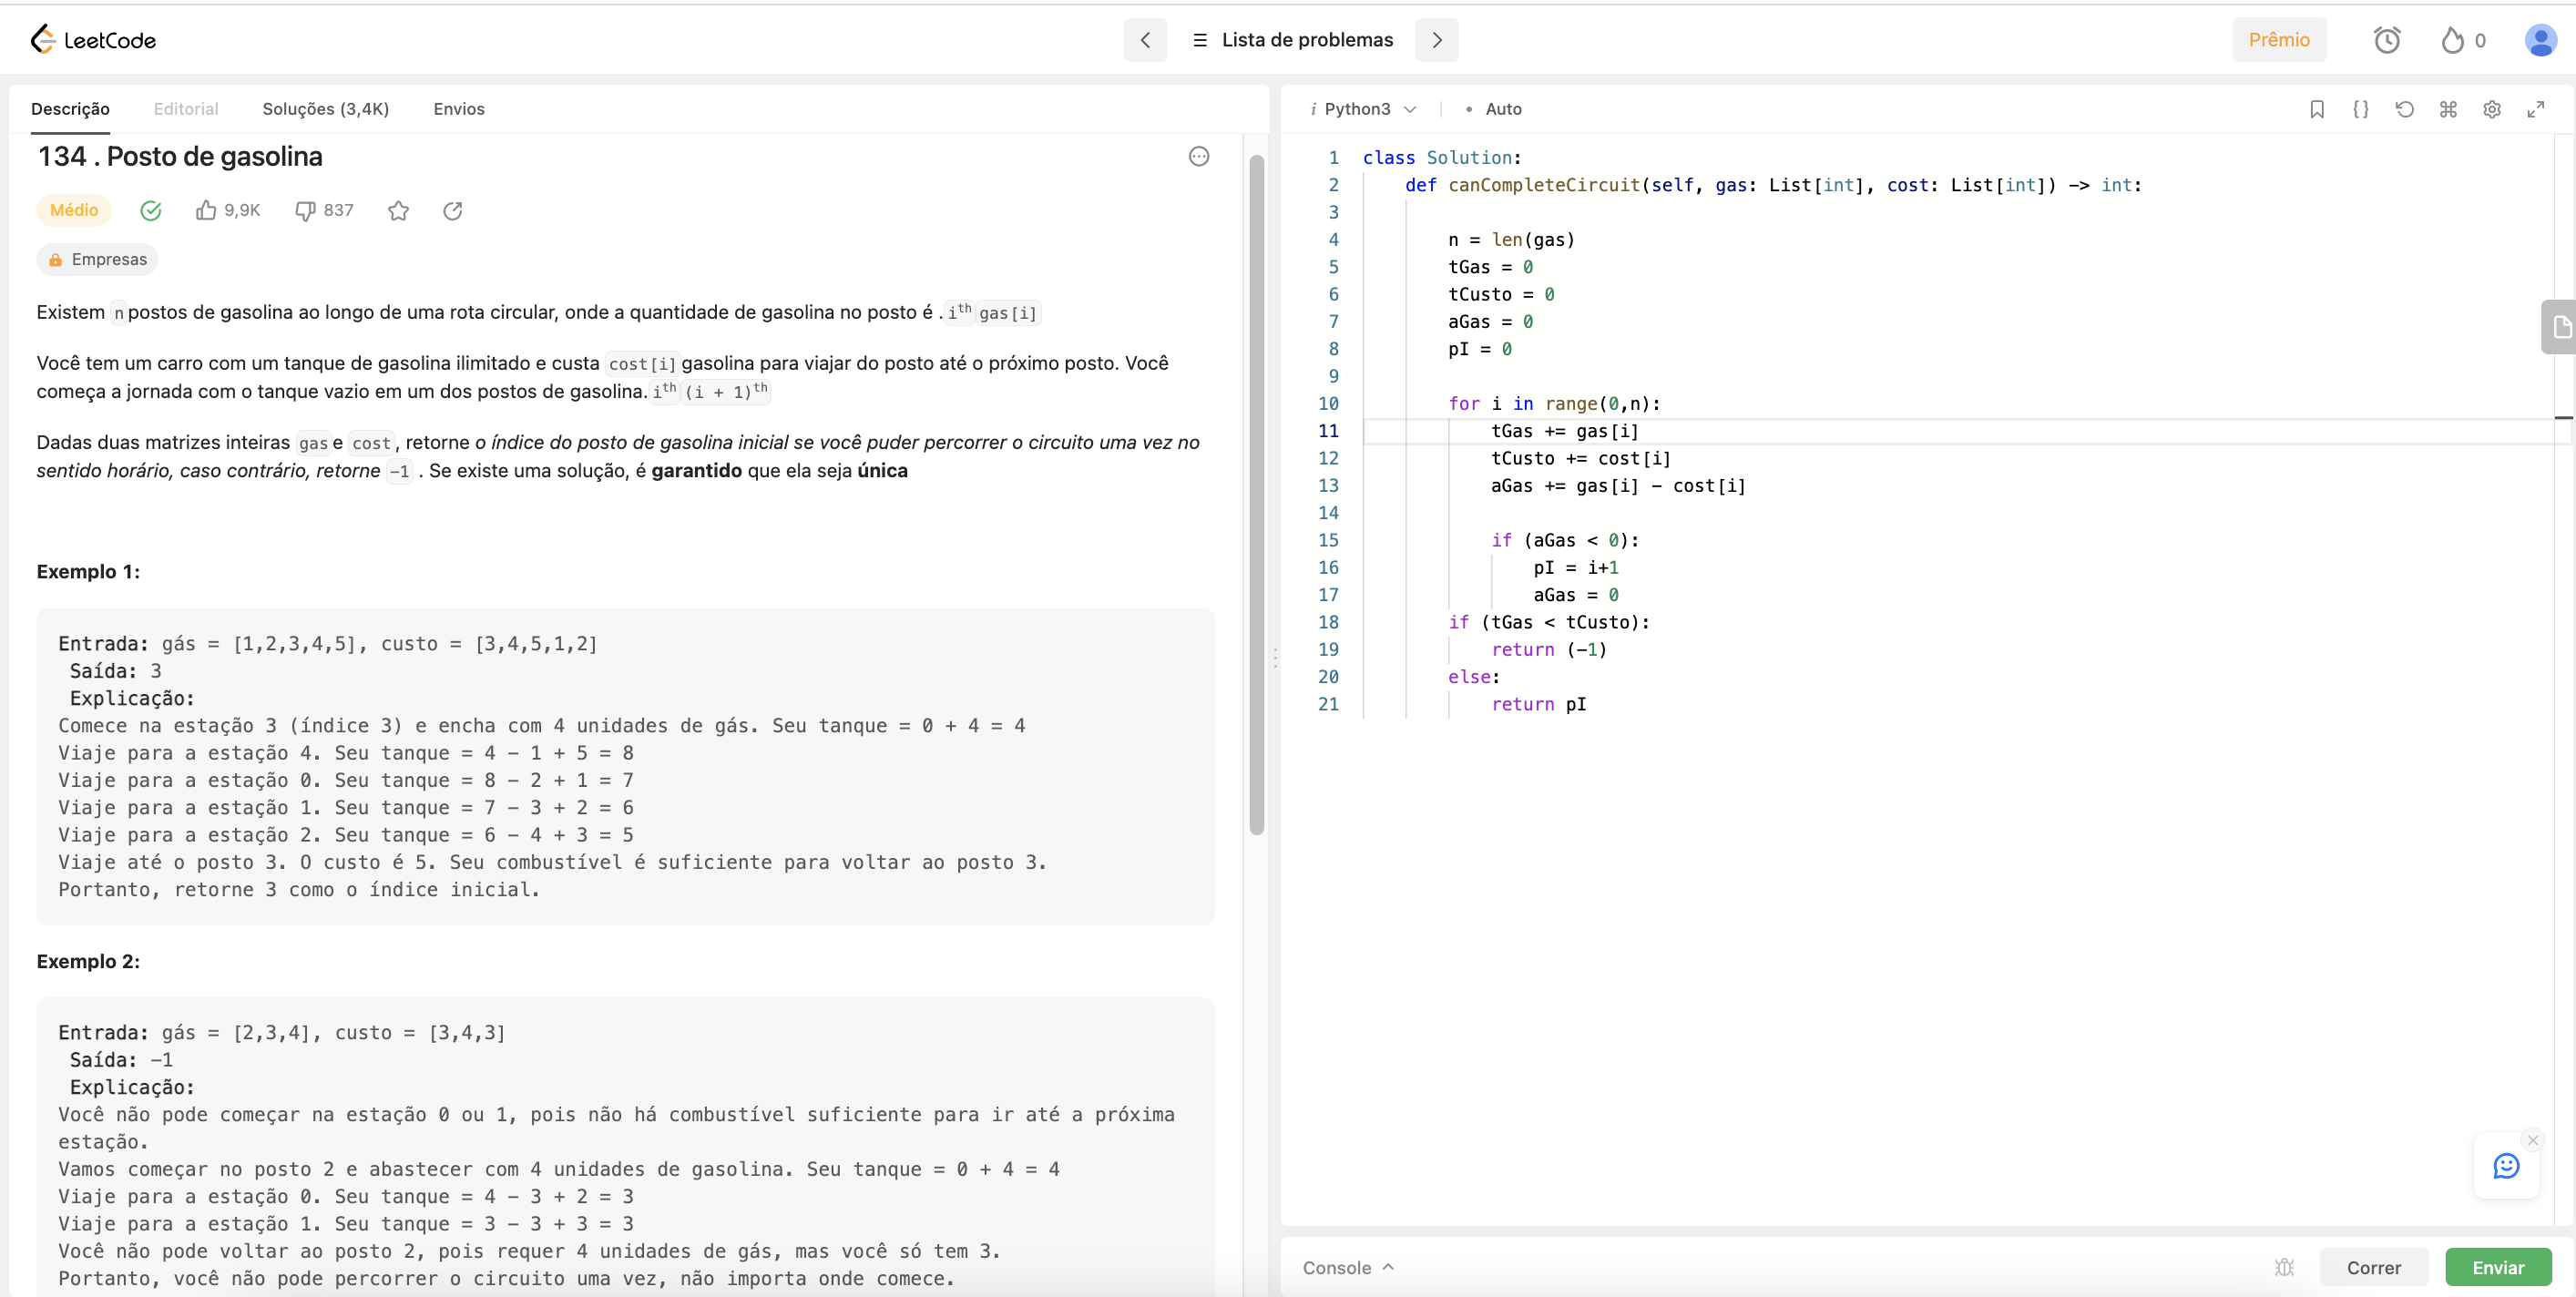 LeetCode
Lista de problemas
Prêmio
0
Descrição Editorial Soluções (3,4K) Envios
134 . Posto de gasolina
Médio 9,9K 837
Empresas
Existem n postos de gasolina ao longo de uma rota circular, onde a quantidade de gasolina no posto é . ith gas[i]
Você tem um carro com um tanque de gasolina ilimitado e custa cost[i] gasolina para viajar do posto até o próximo posto. Você
começa a jornada com o tanque vazio em um dos postos de gasolina. ith (i + 1)th
Dadas duas matrizes inteiras gas e cost, retorne o índice do posto de gasolina inicial se você puder percorrer o circuito uma vez no
sentido horário, caso contrário, retorne -1 . Se existe uma solução, é garantido que ela seja única
Exemplo 1:
Entrada: gás = [1,2,3,4,5], custo = [3,4,5,1,2]
Saída: 3
Explicação:
Comece na estação 3 (índice 3) e encha com 4 unidades de gás. Seu tanque = 0 + 4 = 4
Viaje para a estação 4. Seu tanque = 4 - 1 + 5 = 8
Viaje para a estação 0. Seu tanque = 8 - 2 + 1 = 7
Viaje para a estação 1. Seu tanque = 7 - 3 + 2 = 6
Viaje para a estação 2. Seu tanque = 6 - 4 + 3 = 5
Viaje até o posto 3. O custo é 5. Seu combustível é suficiente para voltar ao posto 3.
Portanto, retorne 3 como o índice inicial.
Exemplo 2:
Entrada: gás = [2,3,4], custo = [3,4,3]
Saída: -1
Explicação:
Você não pode começar na estação 0 ou 1, pois não há combustível suficiente para ir até a próxima
estação.
Vamos começar no posto 2 e abastecer com 4 unidades de gasolina. Seu tanque = 0 + 4 = 4
Viaje para a estação 0. Seu tanque = 4 - 3 + 2 = 3
Viaje para a estação 1. Seu tanque = 3 - 3 + 3 = 3
Você não pode voltar ao posto 2, pois requer 4 unidades de gás, mas você só tem 3.
Portanto, você não pode percorrer o circuito uma vez, não importa onde comece.
i Python3 • Auto
1 class Solution:
2 def canCompleteCircuit(self, gas: List[int], cost: List[int]) -> int:
3
4 n = len(gas)
5 tGas = 0
6 tCusto = 0
7 aGas = 0
8 pI = 0
9
10 for i in range(0,n):
11 tGas += gas[i]
12 tCusto += cost[i]
13 aGas += gas[i] - cost[i]
14
15 if (aGas < 0):
16 pI = i+1
17 aGas = 0
18 if (tGas < tCusto):
19 return (-1)
20 else:
21 return pI
Console
Correr
Enviar